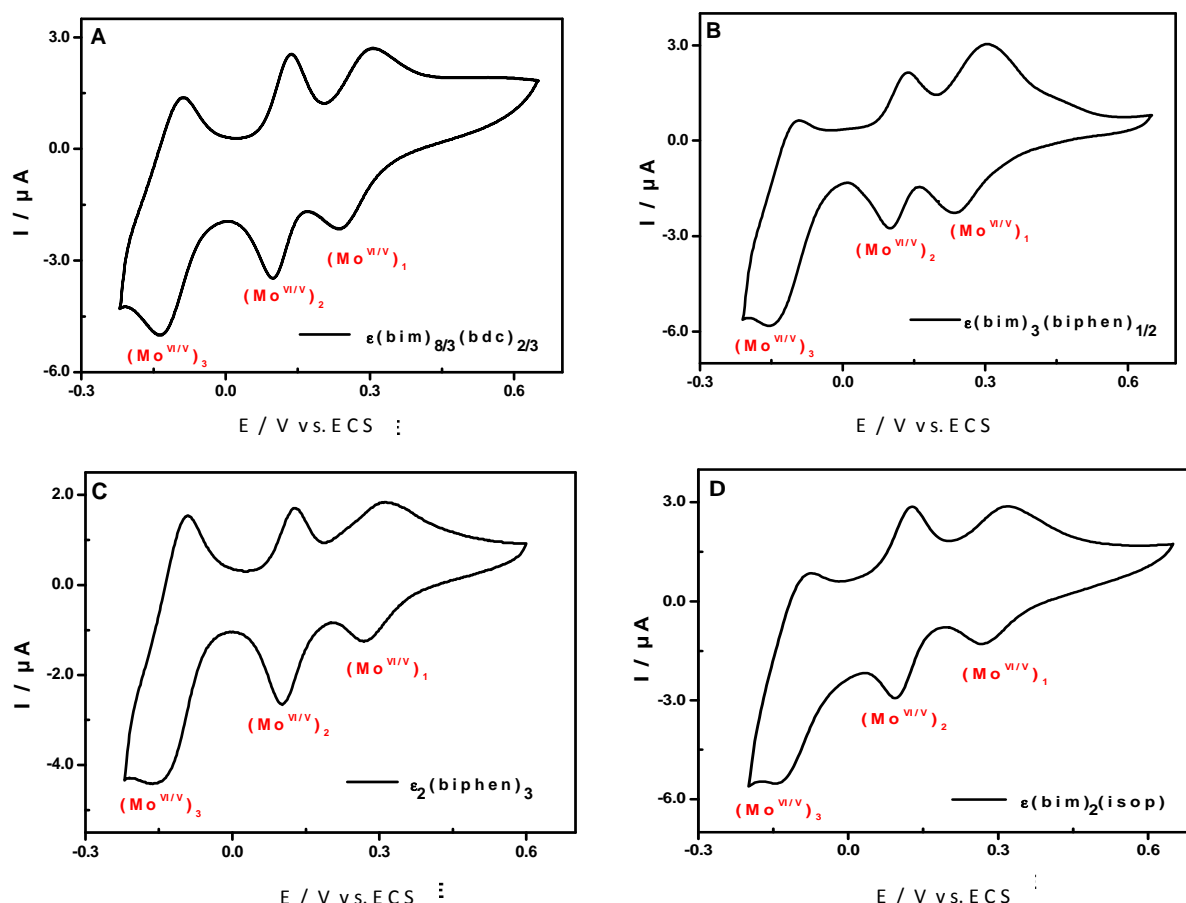 A
3.0
0.0
-3.0
-6.0
I / µA
(Mo^VI/V)_1
(Mo^VI/V)_2
(Mo^VI/V)_3
ε(bim)_8/3(bdc)_2/3
-0.3 0.0 0.3 0.6
E / V vs. ECS
B
3.0
0.0
-3.0
-6.0
I / µA
(Mo^VI/V)_1
(Mo^VI/V)_2
(Mo^VI/V)_3
ε(bim)_3(biphen)_1/2
-0.3 0.0 0.3 0.6
E / V vs. ECS
C
2.0
0.0
-2.0
-4.0
I / µA
(Mo^VI/V)_1
(Mo^VI/V)_2
(Mo^VI/V)_3
ε_2(biphen)_3
-0.3 0.0 0.3 0.6
E / V vs. ECS
D
3.0
0.0
-3.0
-6.0
I / µA
(Mo^VI/V)_1
(Mo^VI/V)_2
(Mo^VI/V)_3
ε(bim)_2(isop)
-0.3 0.0 0.3 0.6
E / V vs. ECS